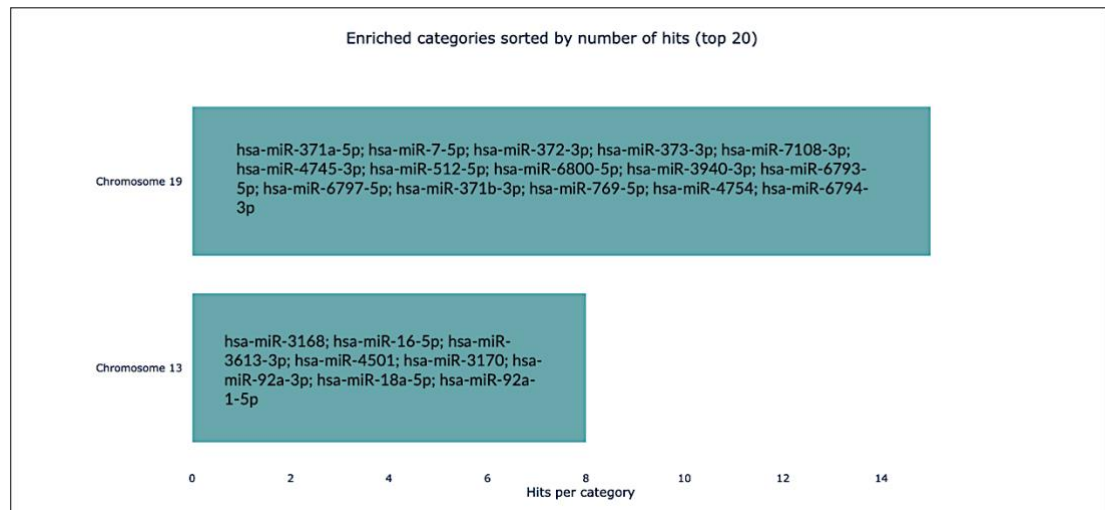 Enriched categories sorted by number of hits (top 20)
Chromosome 19
hsa-miR-371a-5p; hsa-miR-7-5p; hsa-miR-372-3p; hsa-miR-373-3p; hsa-miR-7108-3p;
hsa-miR-4745-3p; hsa-miR-512-5p; hsa-miR-6800-5p; hsa-miR-3940-3p; hsa-miR-6793-
5p; hsa-miR-6797-5p; hsa-miR-371b-3p; hsa-miR-769-5p; hsa-miR-4754; hsa-miR-6794-
3p
Chromosome 13
hsa-miR-3168; hsa-miR-16-5p; hsa-miR-
3613-3p; hsa-miR-4501; hsa-miR-3170; hsa-
miR-92a-3p; hsa-miR-18a-5p; hsa-miR-92a-
1-5p
0 2 4 6 8 10 12 14
Hits per category